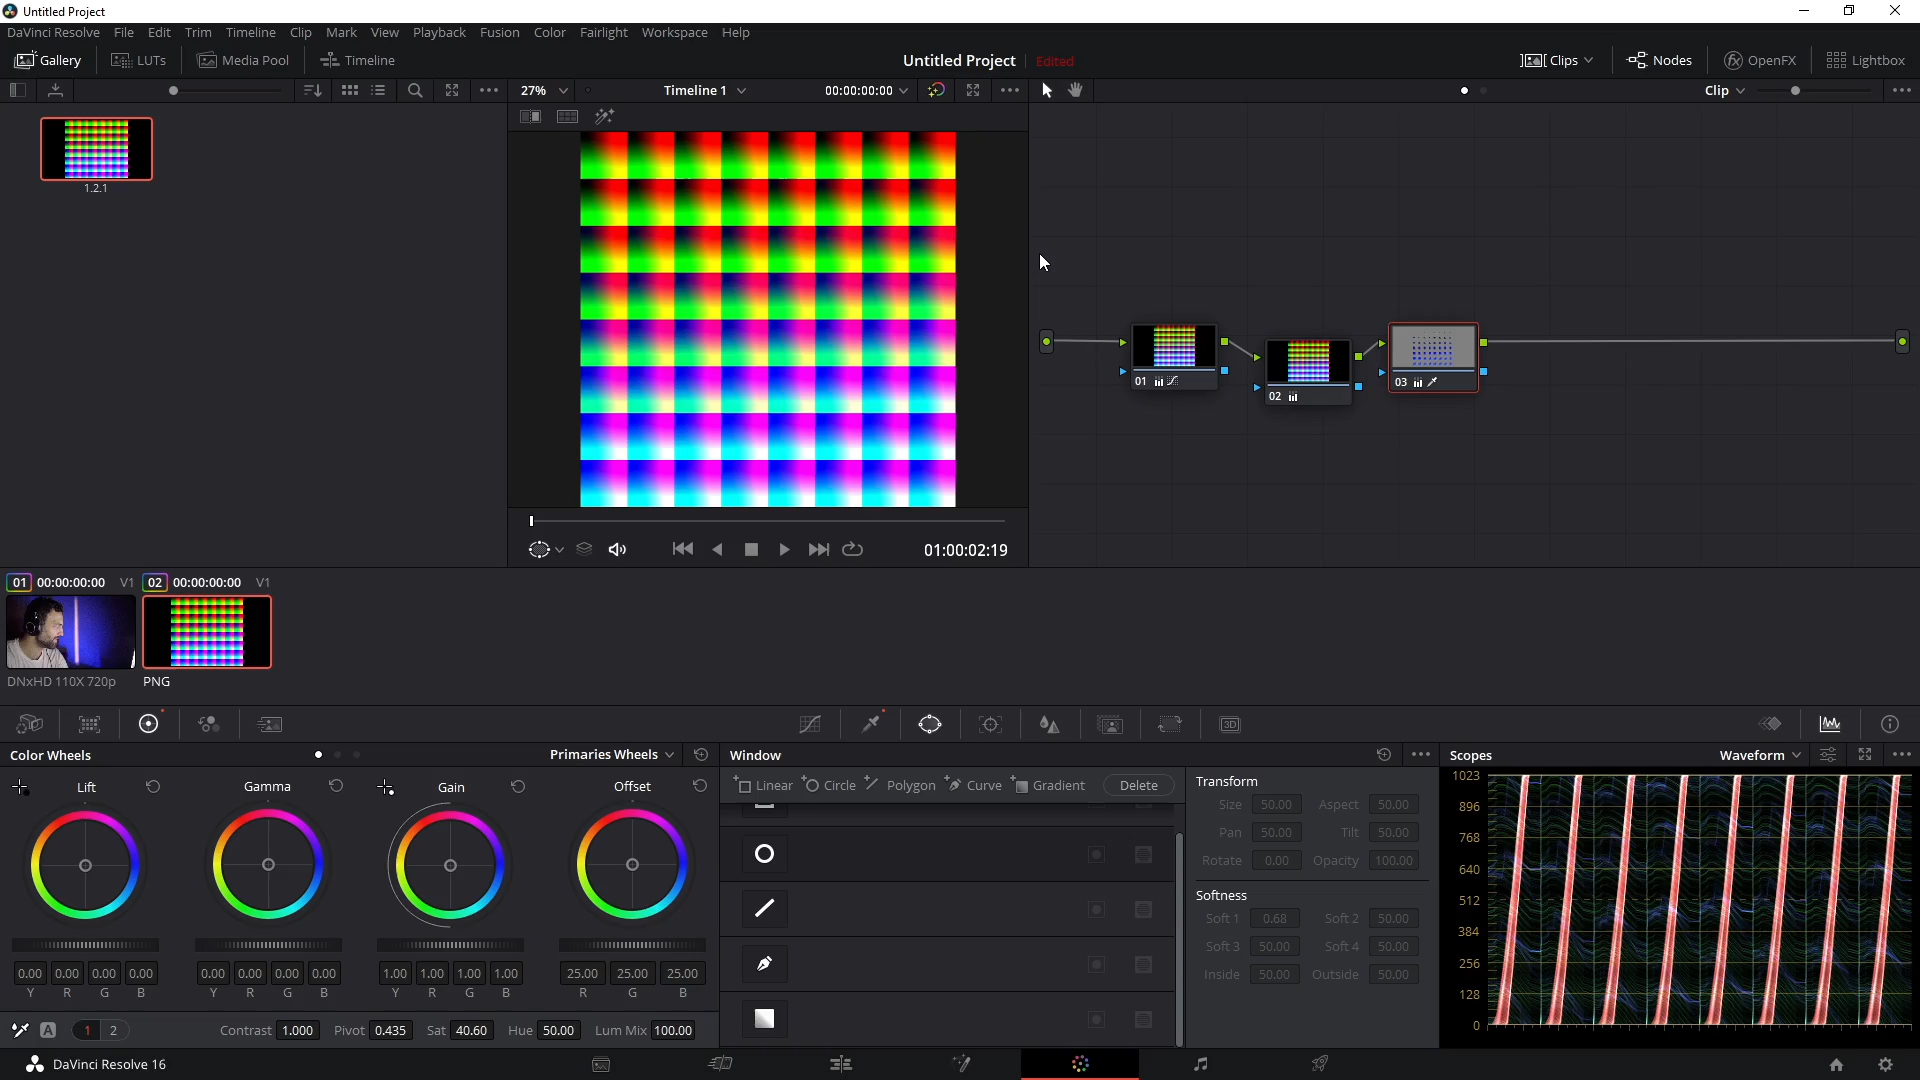 Untitled Project
DaVinci Resolve File Edit Trim Timeline Clip Mark View Playback Fusion Color Fairlight Workspace Help
Gallery LUTs Media Pool Timeline Untitled Project Edited Clips Nodes OpenFX Lightbox
27% Timeline 1 00:00:00:00 Clip
1.2.1
01
02
03
01:00:02:19
01 00:00:00:00 V1 02 00:00:00:00 V1
DNxHD 110X 720p PNG
3D
Color Wheels Primaries Wheels Window Scopes Waveform
Lift Gamma Gain Offset
Linear Circle Polygon Curve Gradient Delete
Transform
Size 50.00 Aspect 50.00
Pan 50.00 Tilt 50.00
Rotate 0.00 Opacity 100.00
Softness
Soft 1 0.68 Soft 2 50.00
Soft 3 50.00 Soft 4 50.00
Inside 50.00 Outside 50.00
1023
896
768
640
512
384
256
128
0
0.00 0.00 0.00 0.00 0.00 0.00 0.00 0.00 1.00 1.00 1.00 1.00 25.00 25.00 25.00
Y R G B Y R G B Y R G B R G B
A 1 2 Contrast 1.000 Pivot 0.435 Sat 40.60 Hue 50.00 Lum Mix 100.00
DaVinci Resolve 16